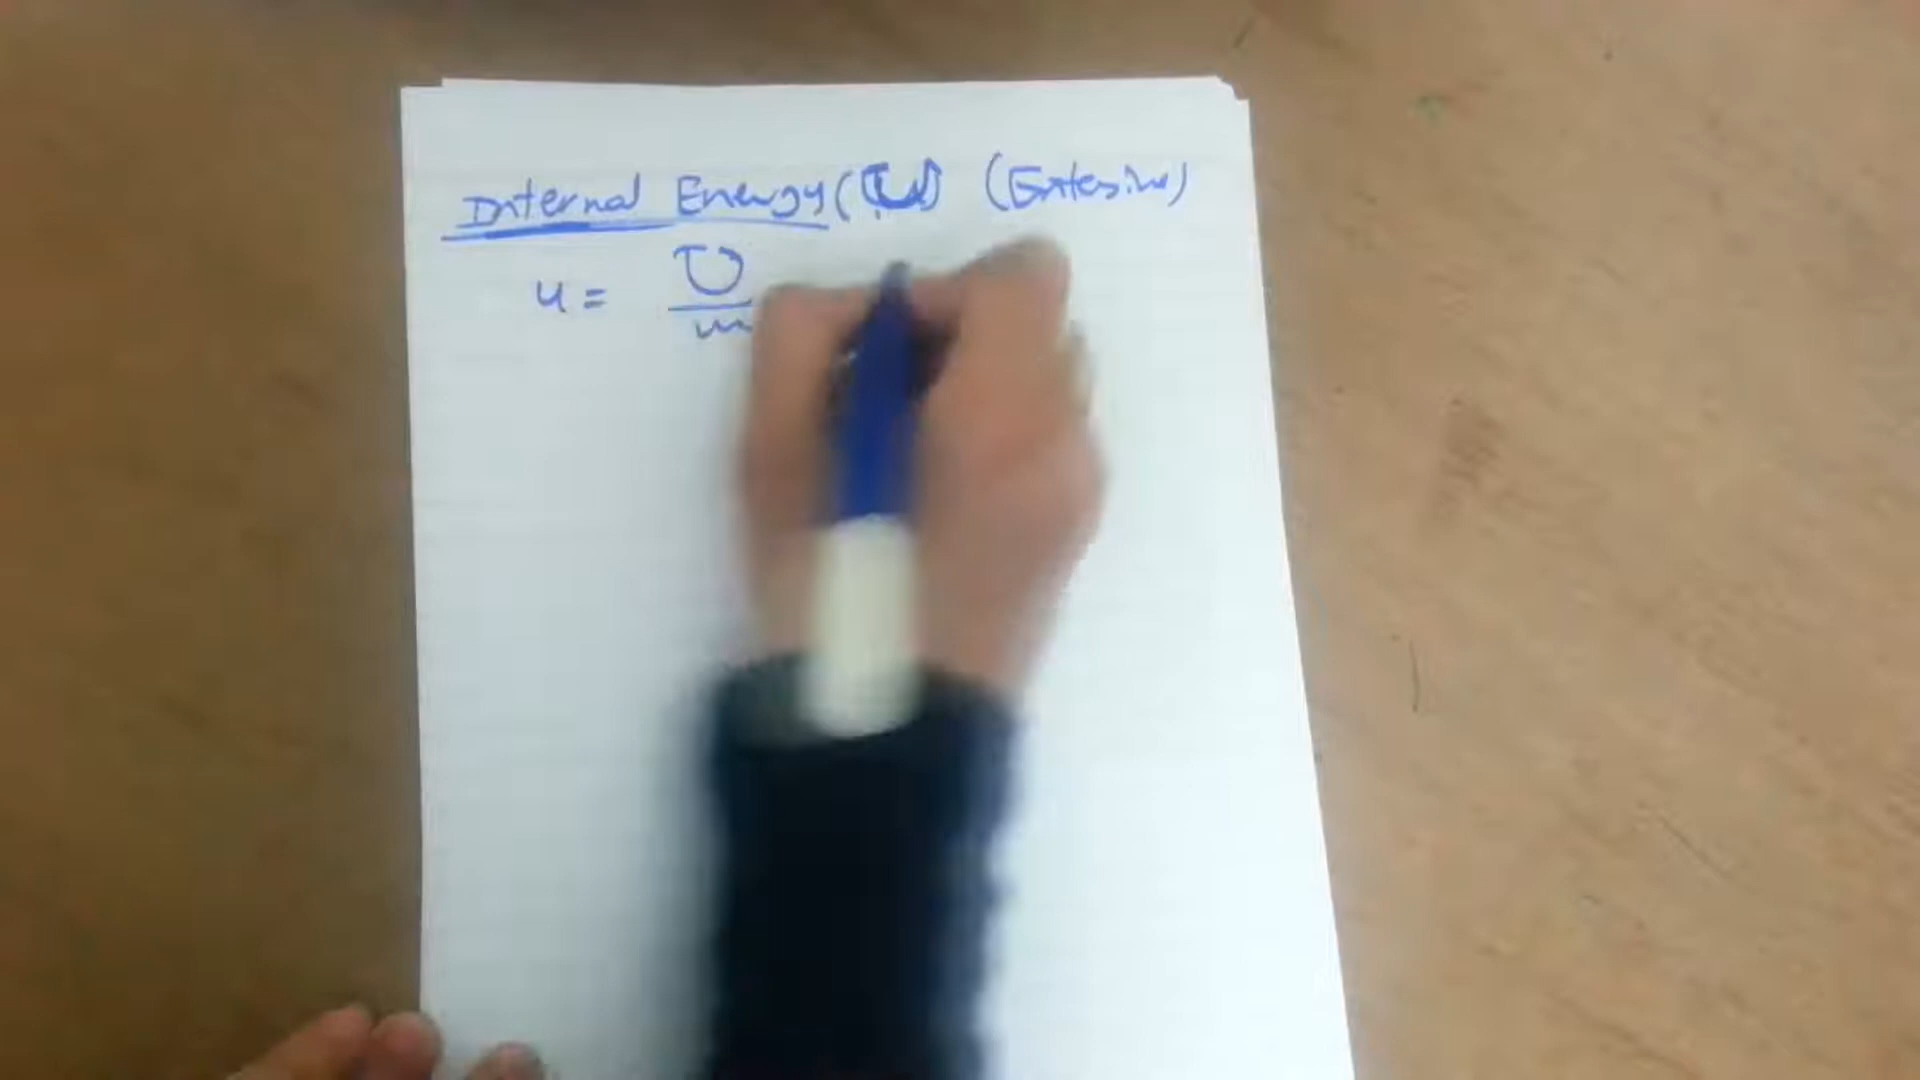 Internal Energy (U) (Extensive)
u = U/m